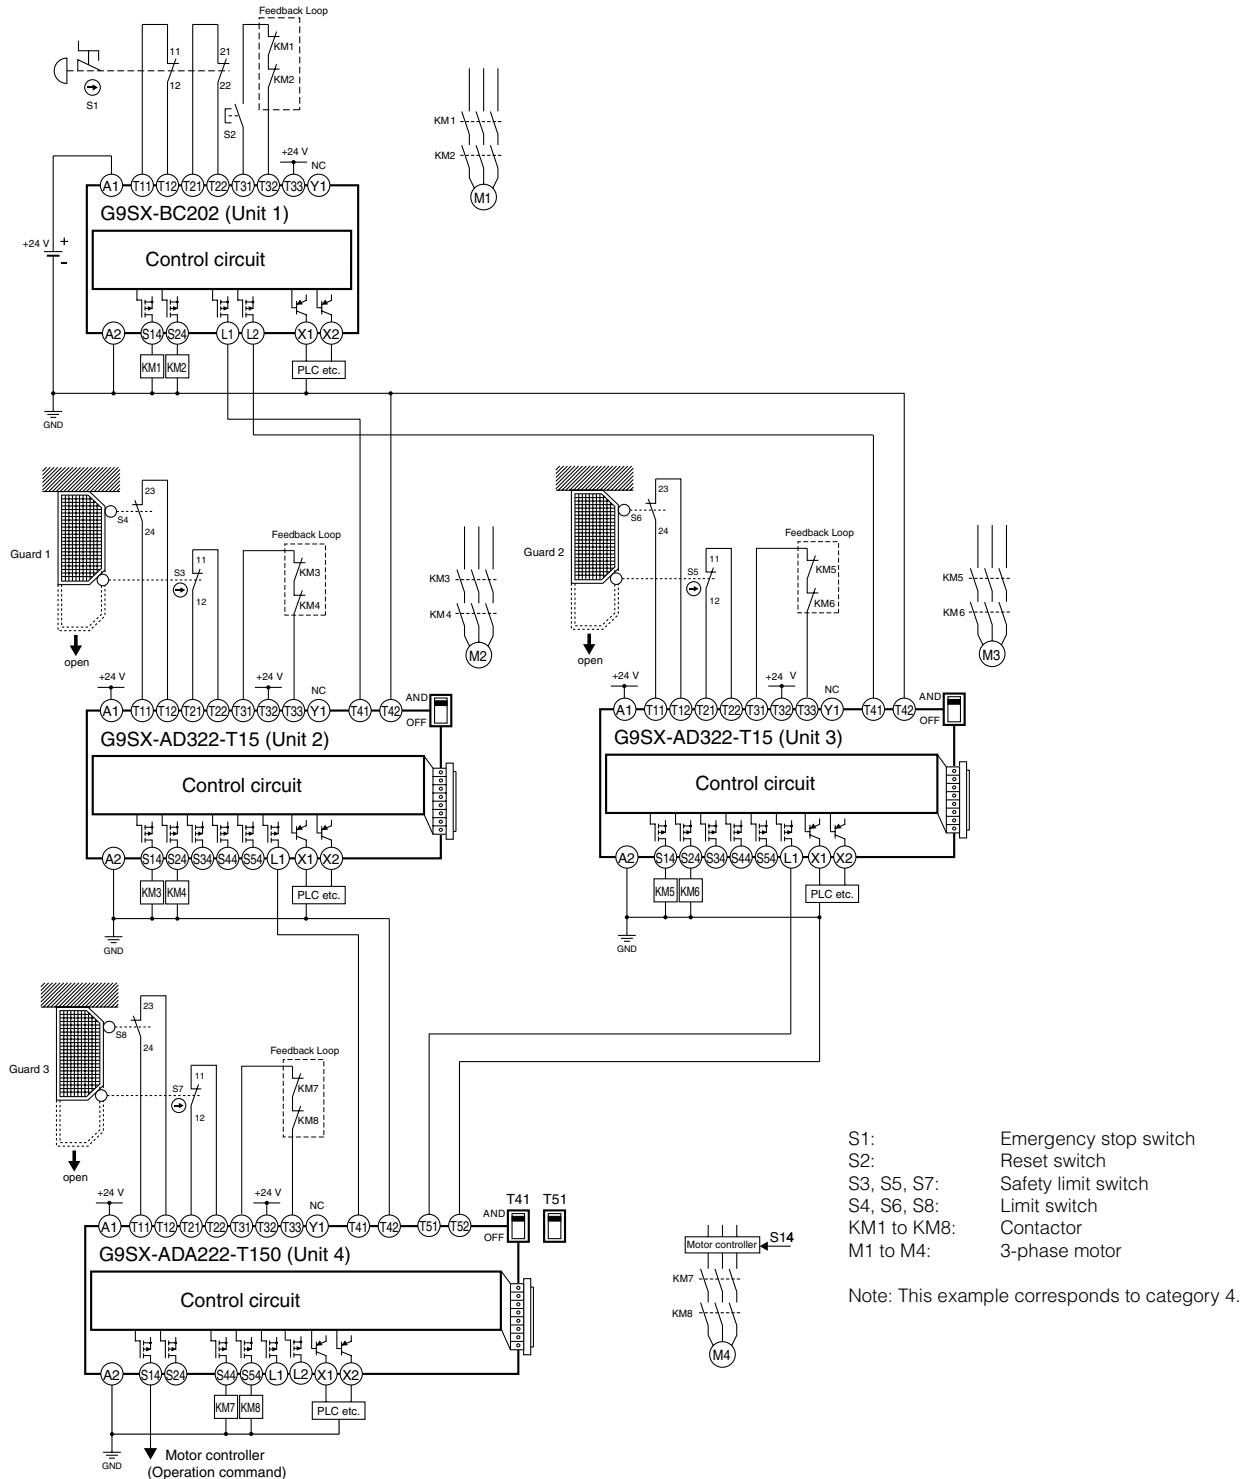 Feedback Loop
KM1
KM2
11
12
21
22
S1
S2
+24 V
NC
A1 T11 T12 T21 T22 T31 T32 T33 Y1
G9SX-BC202 (Unit 1)
+24 V
+
-
Control circuit
A2 S14 S24 L1 L2 X1 X2
KM1 KM2
PLC etc.
GND
KM1
KM2
M1
Guard 1
open
S4
23
24
S3
11
12
Feedback Loop
KM3
KM4
+24 V
+24 V
NC
AND
OFF
A1 T11 T12 T21 T22 T31 T32 T33 Y1 T41 T42
G9SX-AD322-T15 (Unit 2)
Control circuit
A2 S14 S24 S34 S44 S54 L1 X1 X2
KM3 KM4
PLC etc.
GND
KM3
KM4
M2
Guard 2
open
S6
23
24
S5
11
12
Feedback Loop
KM5
KM6
+24 V
+24 V
NC
AND
OFF
A1 T11 T12 T21 T22 T31 T32 T33 Y1 T41 T42
G9SX-AD322-T15 (Unit 3)
Control circuit
A2 S14 S24 S34 S44 S54 L1 X1 X2
KM5 KM6
PLC etc.
GND
KM5
KM6
M3
Guard 3
open
S8
23
24
S7
11
12
Feedback Loop
KM7
KM8
+24 V
+24 V
NC
T41 T51
AND
OFF
A1 T11 T12 T21 T22 T31 T32 T33 Y1 T41 T42 T51 T52
G9SX-ADA222-T150 (Unit 4)
Control circuit
A2 S14 S24 S44 S54 L1 L2 X1 X2
KM7 KM8
PLC etc.
GND
Motor controller
(Operation command)
Motor controller
S14
KM7
KM8
M4
S1: Emergency stop switch
S2: Reset switch
S3, S5, S7: Safety limit switch
S4, S6, S8: Limit switch
KM1 to KM8: Contactor
M1 to M4: 3-phase motor
Note: This example corresponds to category 4.